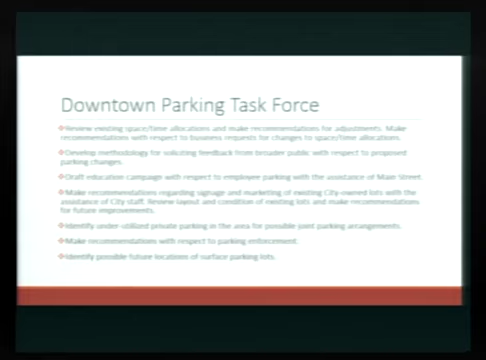 Downtown Parking Task Force
Review existing space/time allocations and make recommendations for adjustments. Make
recommendations with respect to business requests for changes to space/time allocations.
Develop methodology for soliciting feedback from broader public with respect to proposed
parking changes.
Draft education campaign with respect to employee parking with the assistance of Main Street.
Make recommendations regarding signage and marketing of existing City-owned lots with the
assistance of City staff. Review layout and condition of existing lots and make recommendations
for future improvements.
Identify under-utilized private parking in the area for possible joint parking arrangements.
Make recommendations with respect to parking enforcement.
Identify possible future locations of surface parking lots.